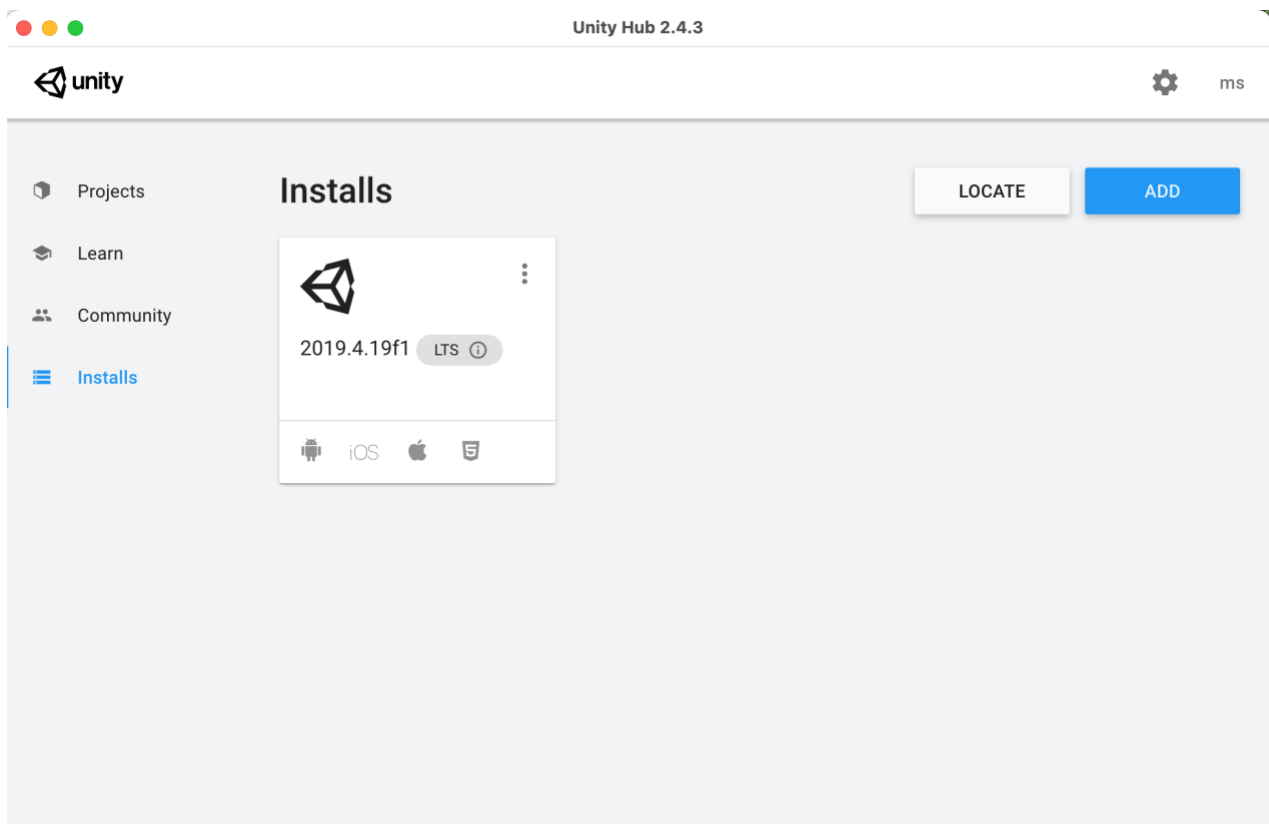 Unity Hub 2.4.3
unity
ms
Projects
Learn
Community
Installs
Installs
LOCATE
ADD
2019.4.19f1 LTS
iOS